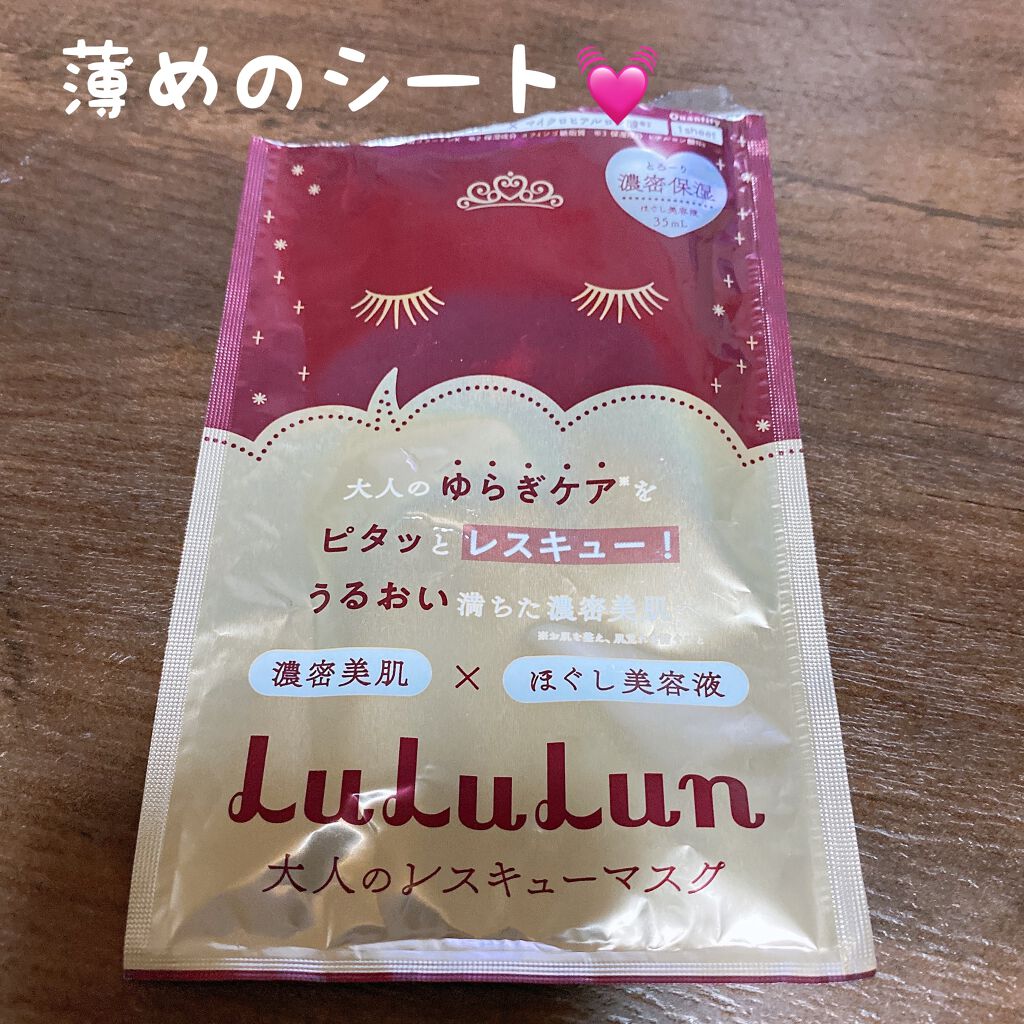 薄めのシート💓
Quantity
1 sheet
とろーり
濃密保湿
ほぐし美容液
35mL
大人のゆらぎケア※を
ピタッとレスキュー！
うるおい満ちた濃密美肌へ
濃密美肌 × ほぐし美容液
LuLuLun
大人のレスキューマスク